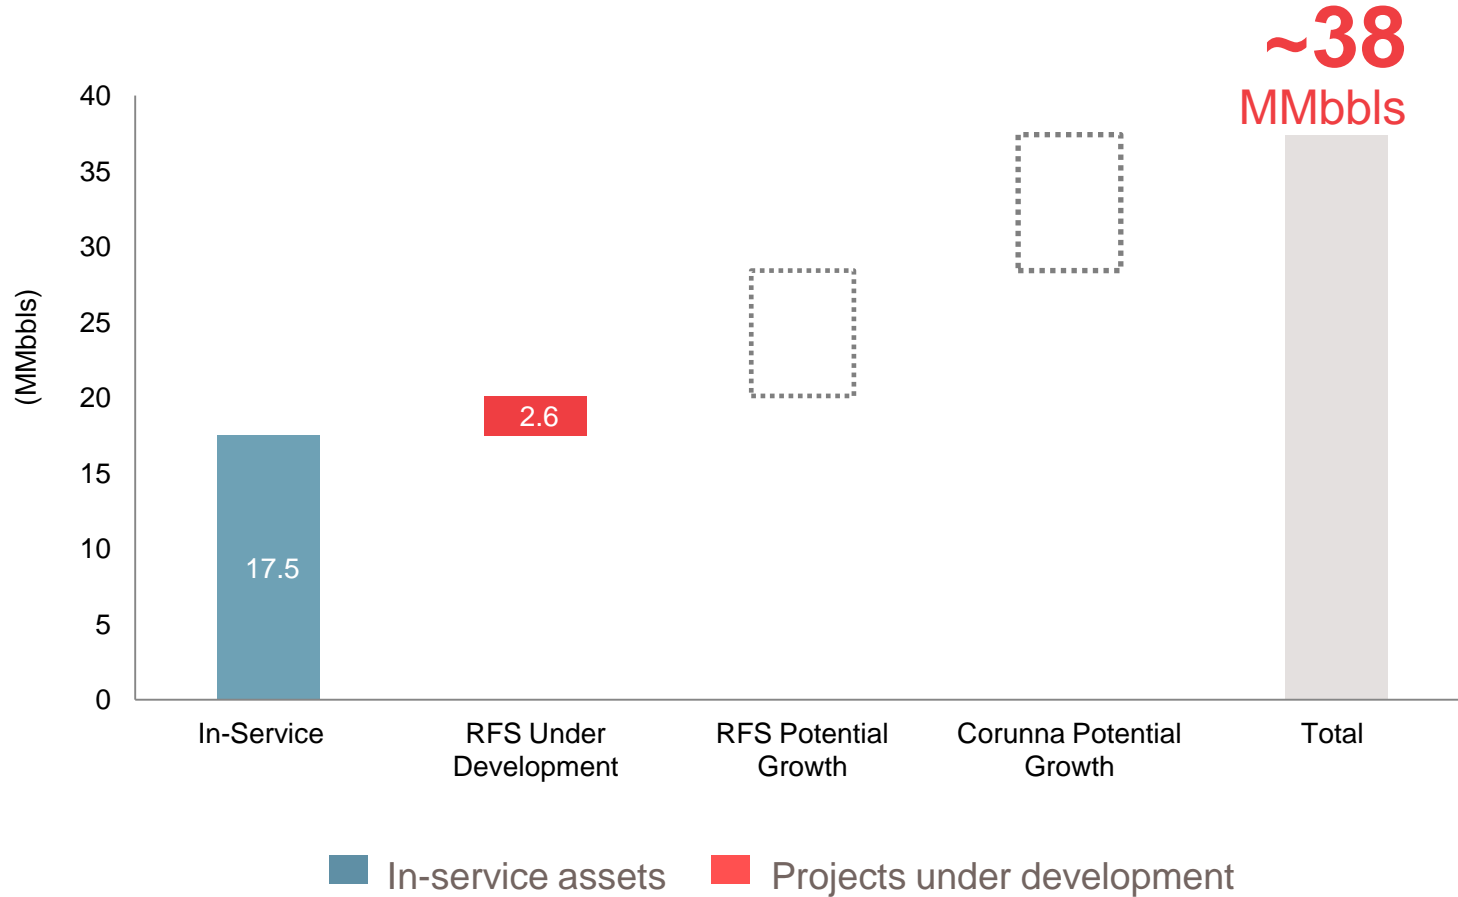 ~38
MMbbls
40
35
30
25
20
15
10
5
0
(MMbbls)
17.5
2.6
In-Service
RFS Under
Development
RFS Potential
Growth
Corunna Potential
Growth
Total
In-service assets
Projects under development